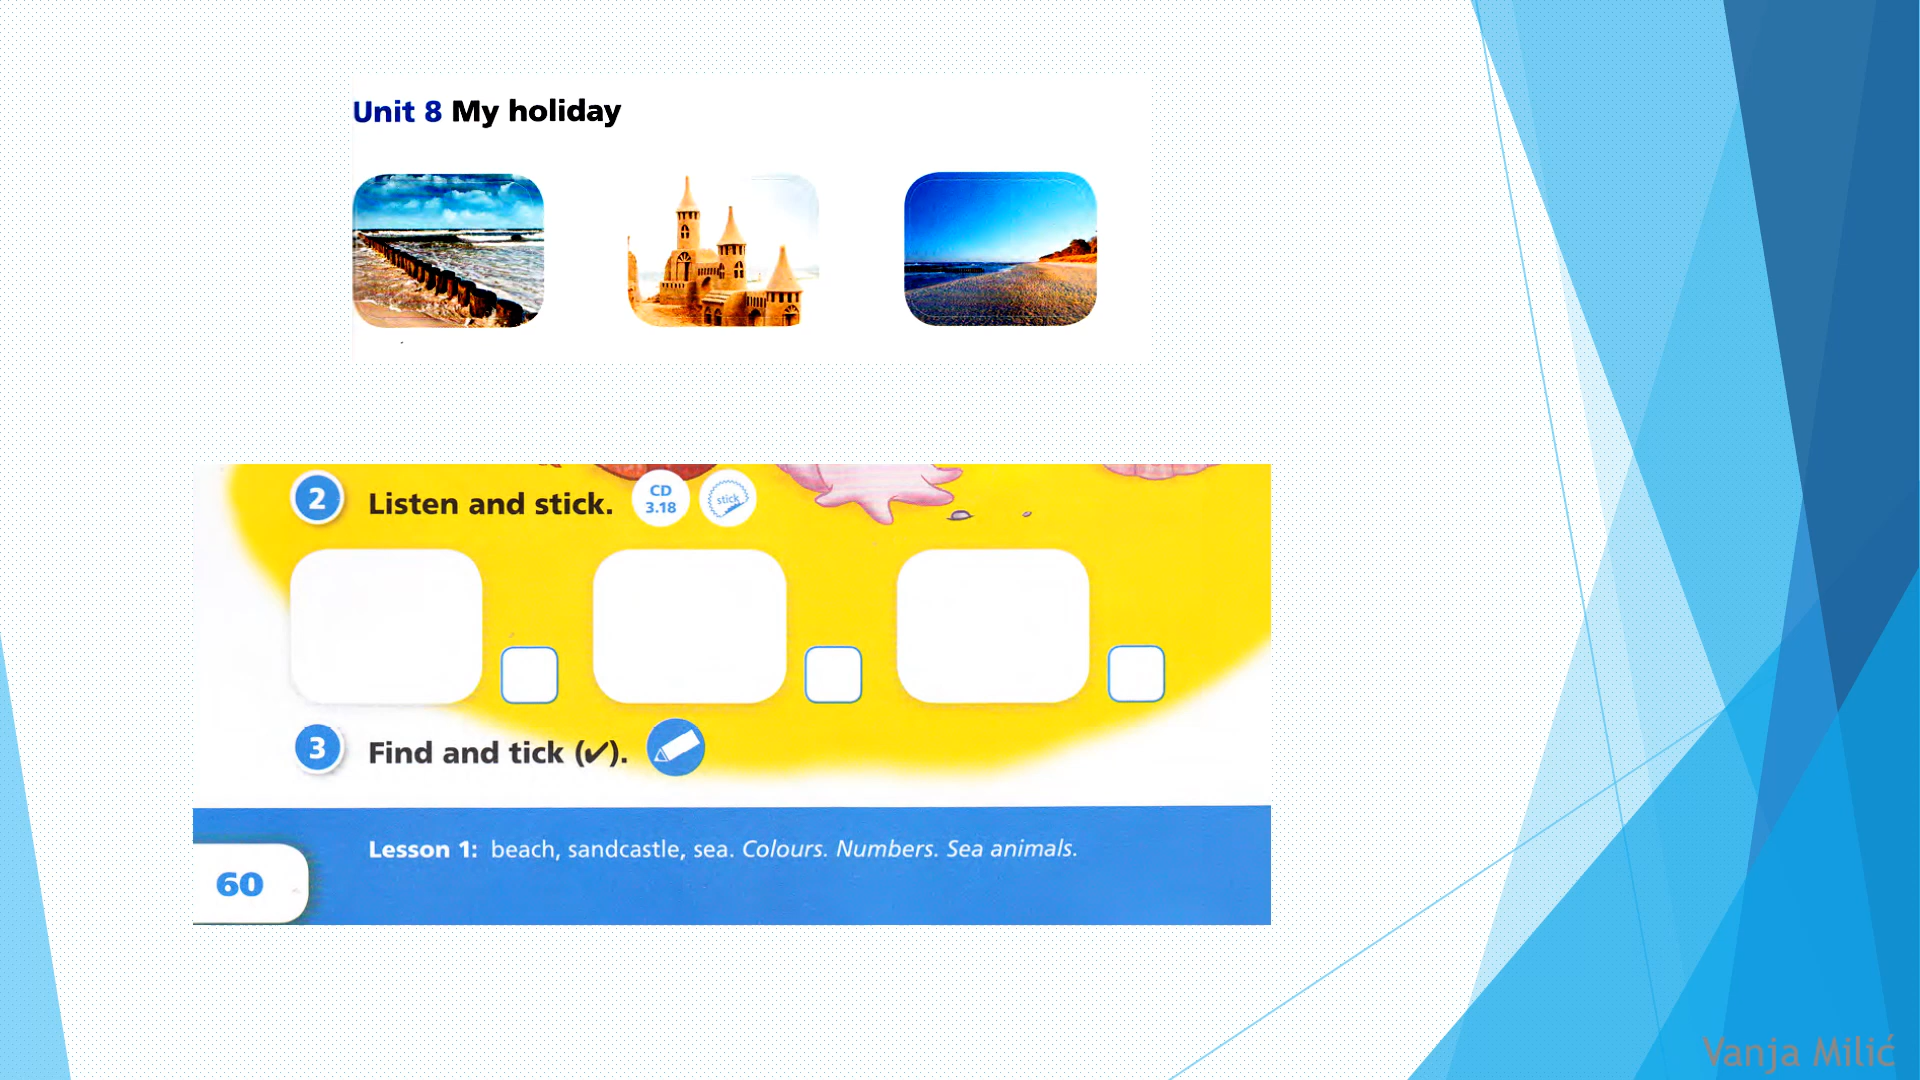 Unit 8 My holiday
2 Listen and stick. CD 3.18 stick
3 Find and tick (✔).
Lesson 1: beach, sandcastle, sea. Colours. Numbers. Sea animals.
60
Vanja Milić